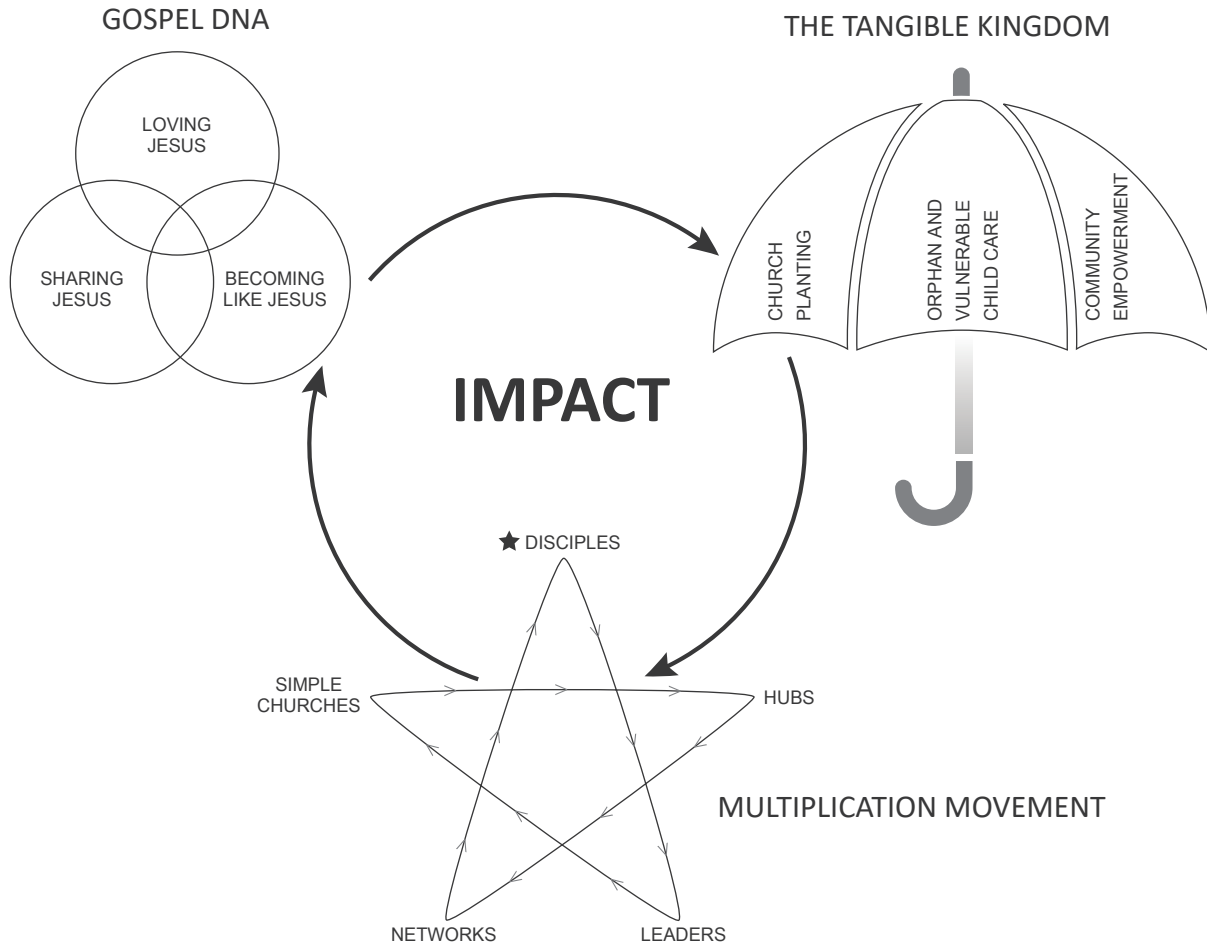 GOSPEL DNA
LOVING
JESUS
SHARING
JESUS
BECOMING
LIKE JESUS
THE TANGIBLE KINGDOM
CHURCH
PLANTING
ORPHAN AND
VULNERABLE
CHILD CARE
COMMUNITY
EMPOWERMENT
IMPACT
DISCIPLES
SIMPLE
CHURCHES
HUBS
MULTIPLICATION MOVEMENT
NETWORKS
LEADERS